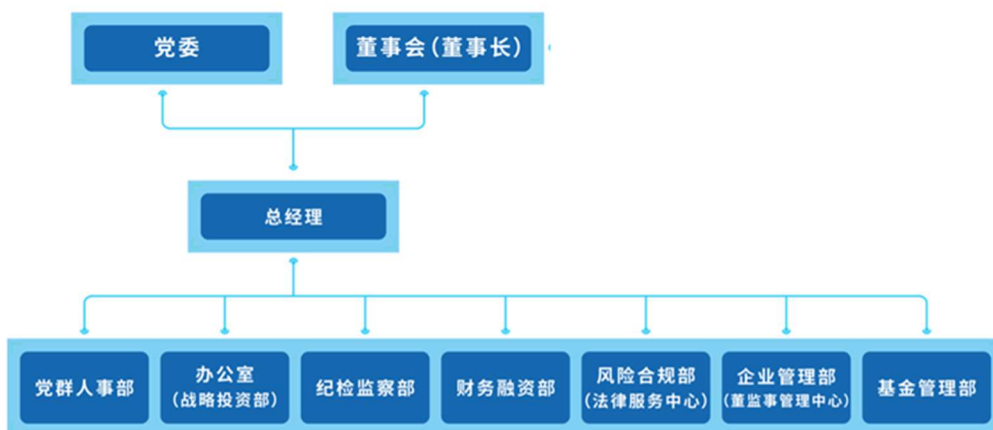 党委
董事会(董事长)
总经理
党群人事部
办公室
(战略投资部)
纪检监察部
财务融资部
风险合规部
(法律服务中心)
企业管理部
(董监事管理中心)
基金管理部